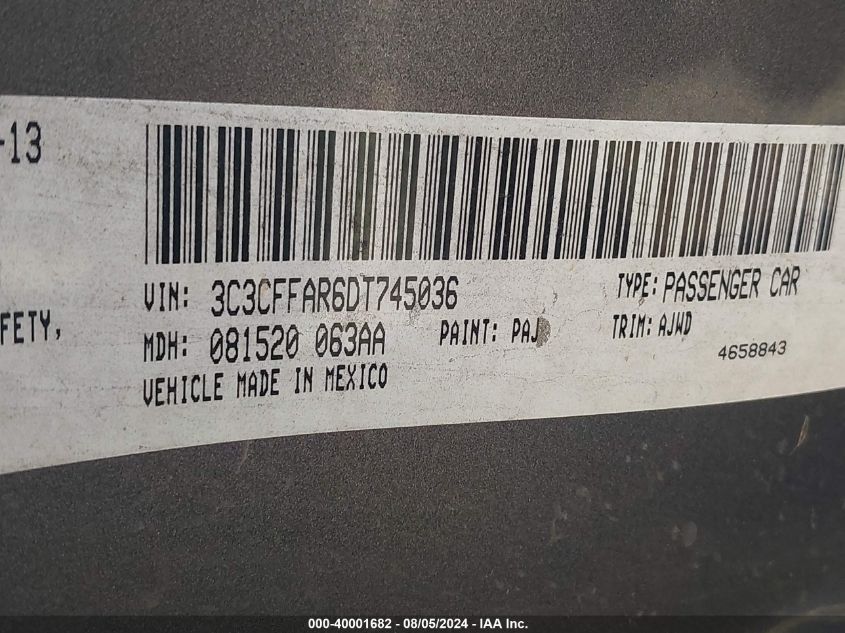 -13
VIN: 3C3CFFAR6DT745036 TYPE: PASSENGER CAR
FETY,
MDH: 081520 063AA PAINT: PAJ TRIM: AJWD
4658843
VEHICLE MADE IN MEXICO
000-40001682 - 08/05/2024 - IAA Inc.